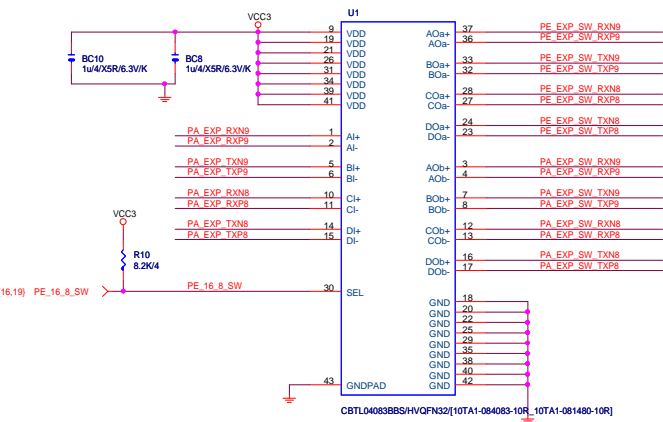 VCC3
U1
BC10
1u/4/X5R/6.3V/K
BC8
1u/4/X5R/6.3V/K
9 VDD
19 VDD
21 VDD
26 VDD
31 VDD
34 VDD
39 VDD
41 VDD
PA_EXP_RXN9 1 AI+
PA_EXP_RXP9 2 AI-
PA_EXP_TXN9 5 BI+
PA_EXP_TXP9 6 BI-
PA_EXP_RXN8 10 CI+
PA_EXP_RXP8 11 CI-
PA_EXP_TXN8 14 DI+
PA_EXP_TXP8 15 DI-
VCC3
R10
8.2K/4
16,19) PE_16_8_SW PE_16_8_SW 30 SEL
43 GNDPAD
AOa+ 37 PE_EXP_SW_RXN9
AOa- 36 PE_EXP_SW_RXP9
BOa+ 33 PE_EXP_SW_TXN9
BOa- 32 PE_EXP_SW_TXP9
COa+ 28 PE_EXP_SW_RXN8
COa- 27 PE_EXP_SW_RXP8
DOa+ 24 PE_EXP_SW_TXN8
DOa- 23 PE_EXP_SW_TXP8
AOb+ 3 PA_EXP_SW_RXN9
AOb- 4 PA_EXP_SW_RXP9
BOb+ 7 PA_EXP_SW_TXN9
BOb- 8 PA_EXP_SW_TXP9
COb+ 12 PA_EXP_SW_RXN8
COb- 13 PA_EXP_SW_RXP8
DOb+ 16 PA_EXP_SW_TXN8
DOb- 17 PA_EXP_SW_TXP8
GND 18
GND 20
GND 22
GND 25
GND 29
GND 35
GND 38
GND 40
GND 42
CBTL04083BBS/HVQFN32/[10TA1-084083-10R_10TA1-081480-10R]